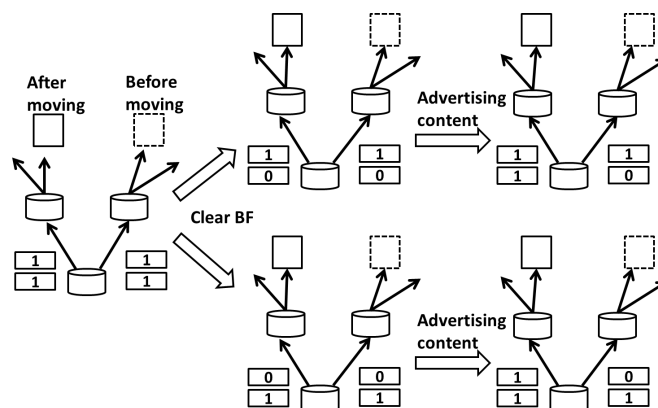 After
moving
Before
moving
1 1
1 1
Clear BF
1 1
0 0
Advertising
content
1 1
1 0
0 0
1 1
Advertising
content
1 0
1 1